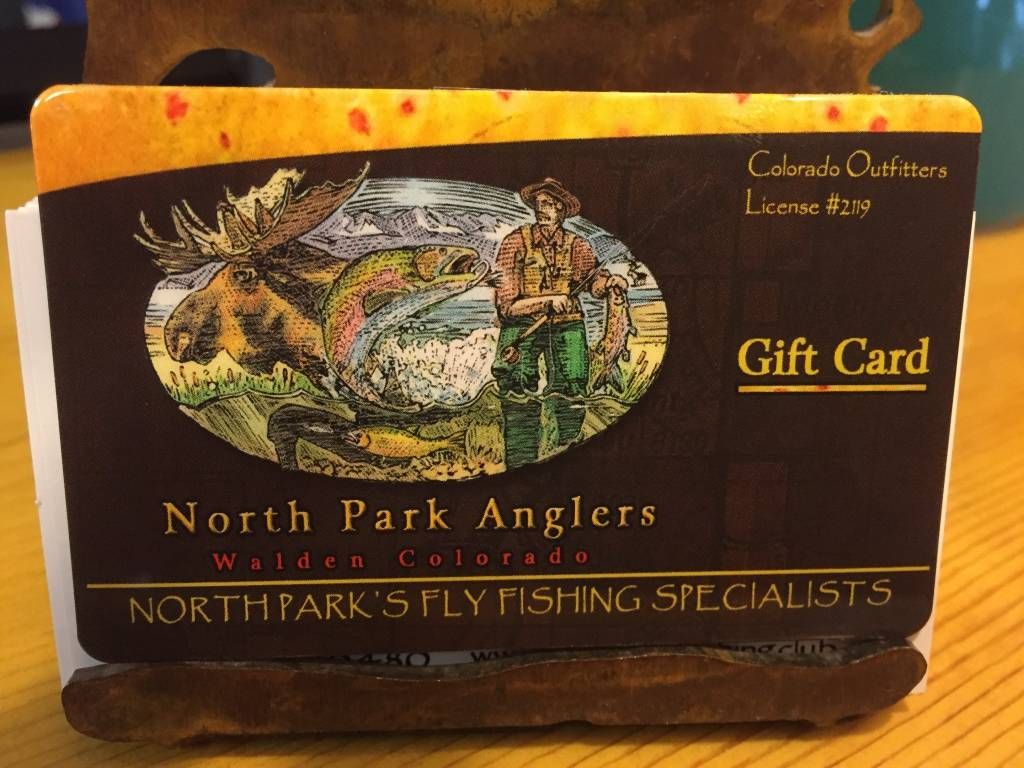 Colorado Outfitters
License #2119
Gift Card
North Park Anglers
Walden Colorado
NORTH PARK'S FLY FISHING SPECIALISTS